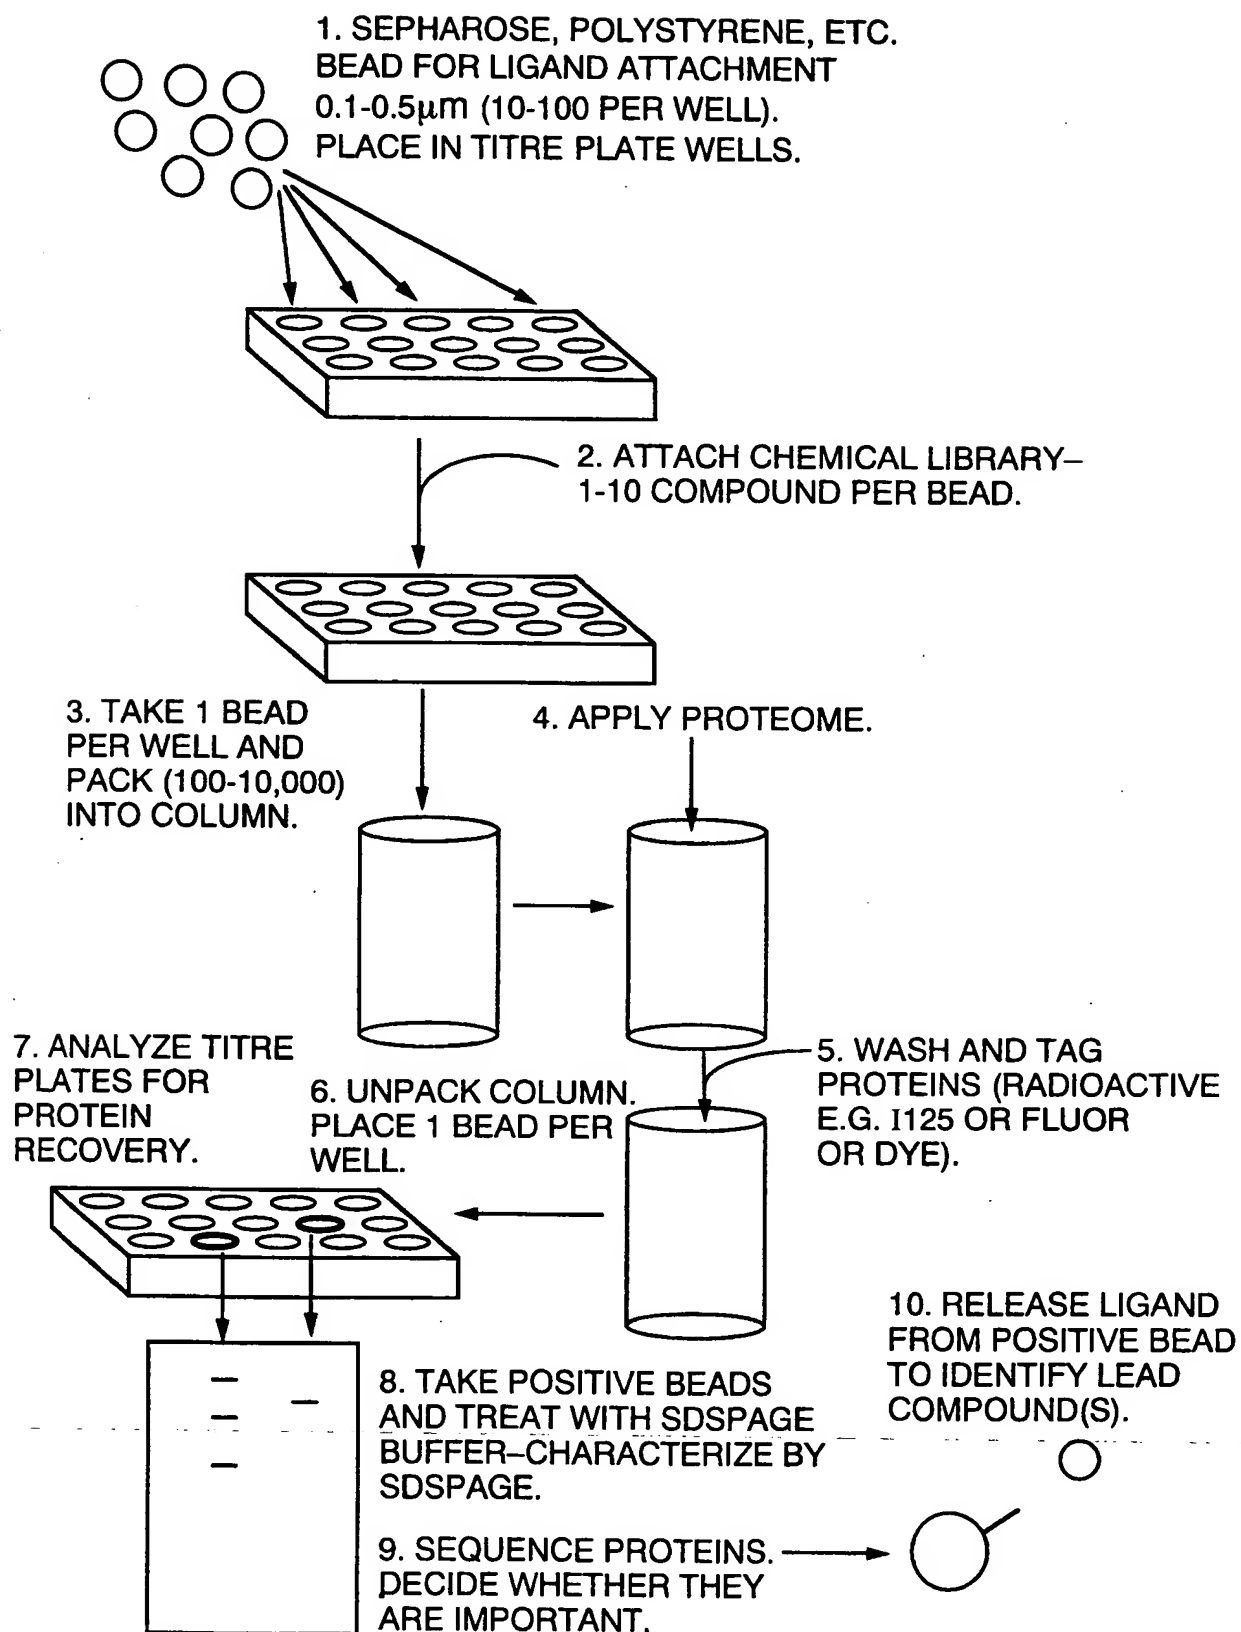 1. SEPHAROSE, POLYSTYRENE, ETC.
BEAD FOR LIGAND ATTACHMENT
0.1-0.5µm (10-100 PER WELL).
PLACE IN TITRE PLATE WELLS.
2. ATTACH CHEMICAL LIBRARY–
1-10 COMPOUND PER BEAD.
3. TAKE 1 BEAD
PER WELL AND
PACK (100-10,000)
INTO COLUMN.
4. APPLY PROTEOME.
5. WASH AND TAG
PROTEINS (RADIOACTIVE
E.G. I125 OR FLUOR
OR DYE).
6. UNPACK COLUMN.
PLACE 1 BEAD PER
WELL.
7. ANALYZE TITRE
PLATES FOR
PROTEIN
RECOVERY.
8. TAKE POSITIVE BEADS
AND TREAT WITH SDSPAGE
BUFFER–CHARACTERIZE BY
SDSPAGE.
9. SEQUENCE PROTEINS.
DECIDE WHETHER THEY
ARE IMPORTANT.
10. RELEASE LIGAND
FROM POSITIVE BEAD
TO IDENTIFY LEAD
COMPOUND(S).